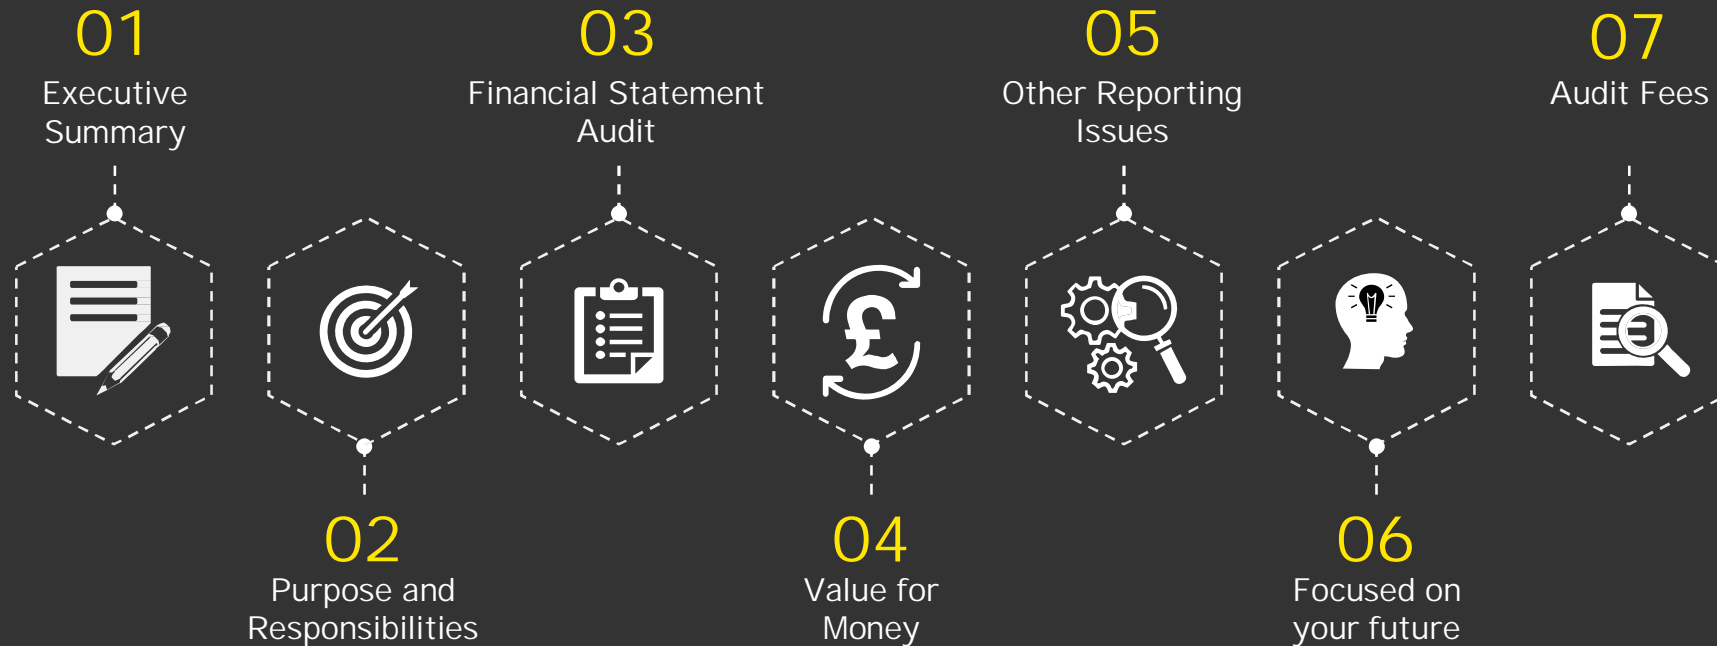 01
Executive
Summary
03
Financial Statement
Audit
05
Other Reporting
Issues
07
Audit Fees
£
02
Purpose and
Responsibilities
04
Value for
Money
06
Focused on
your future